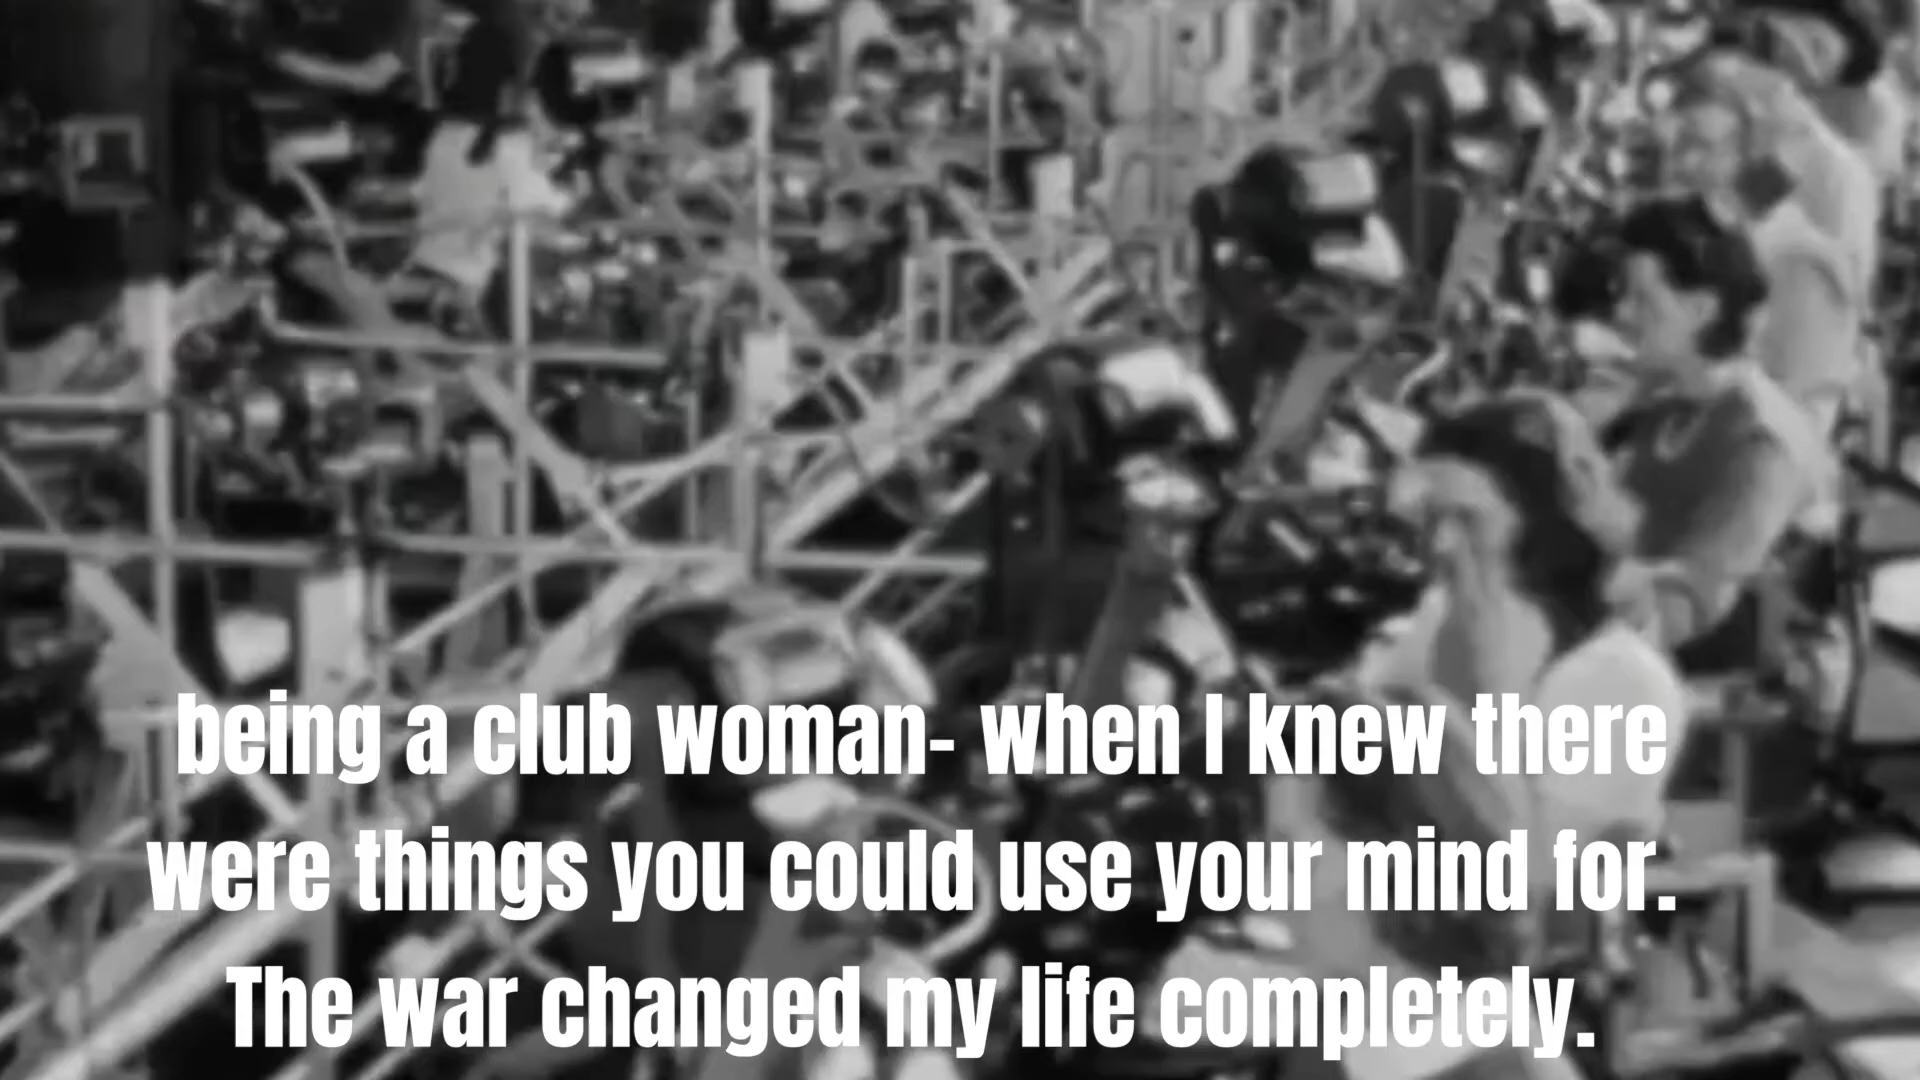 being a club woman- when I knew there
were things you could use your mind for.
The war changed my life completely.